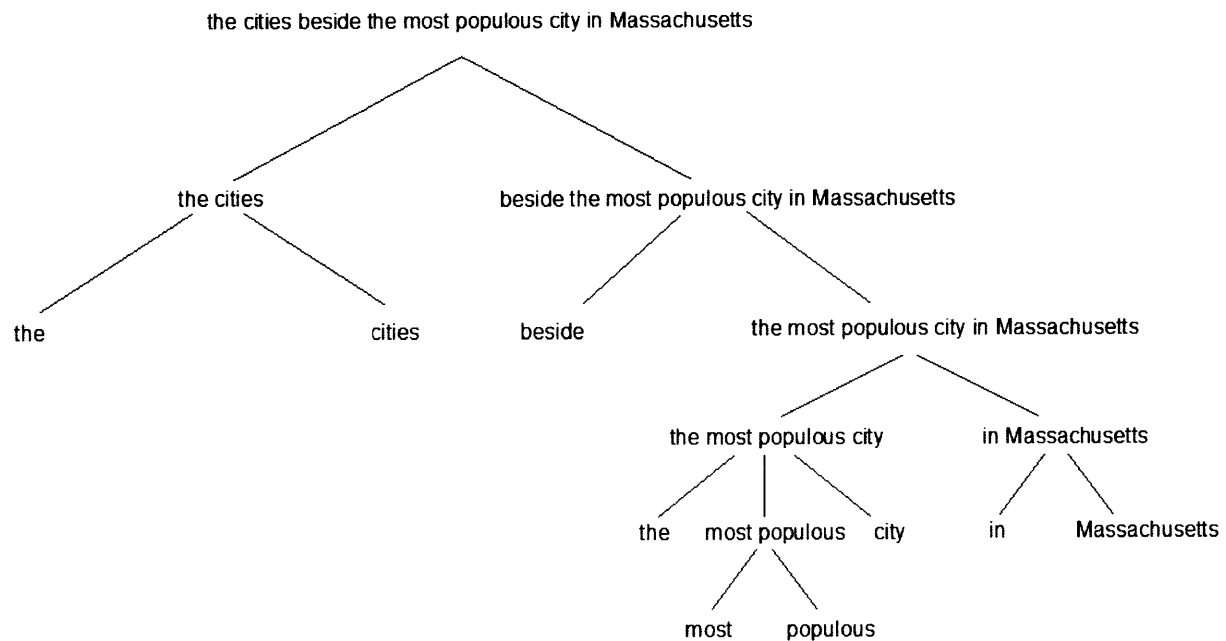 the cities beside the most populous city in Massachusetts
the cities beside the most populous city in Massachusetts
the cities beside the most populous city in Massachusetts
the most populous city in Massachusetts
the most populous city in Massachusetts
most populous